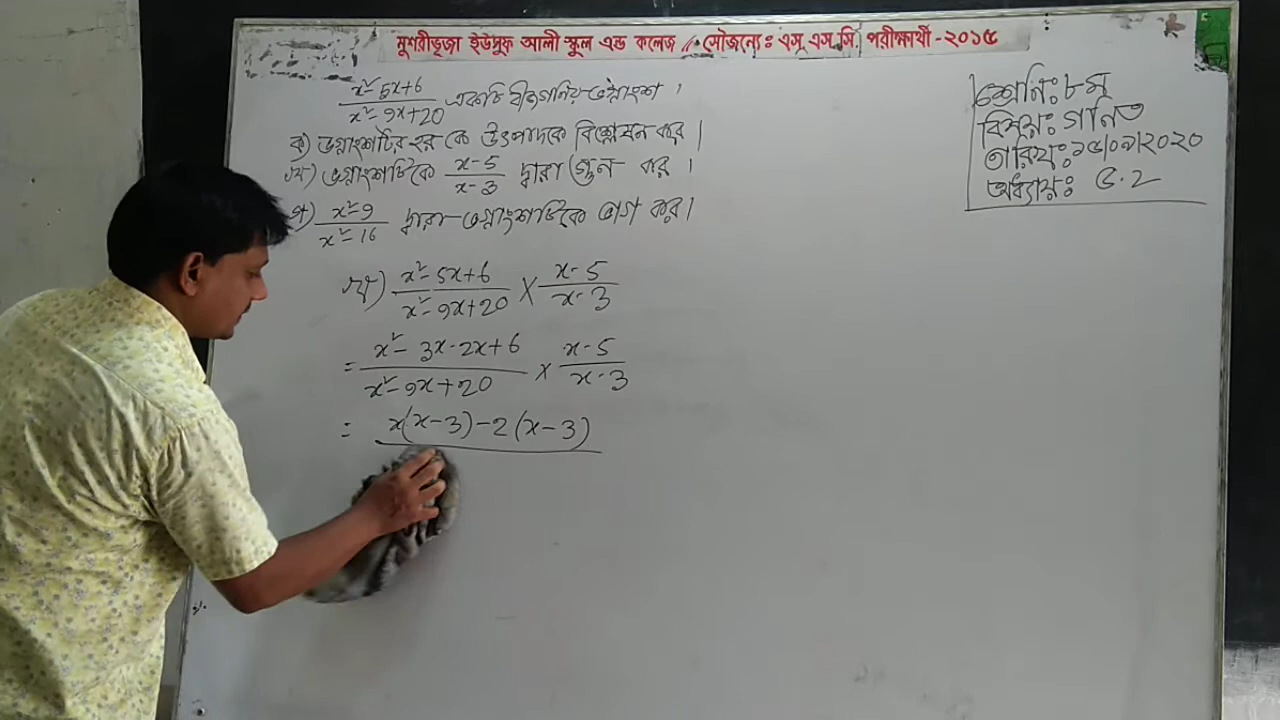 মুশরীভূজা ইউসুফ আলী স্কুল এন্ড কলেজ // সৌজন্যে: এস.এস.সি পরীক্ষার্থী-২০১৫
শ্রেণি: ৮ম
বিষয়: গণিত
তারিখ:১৫/০৯/২০২০
অধ্যায়: ৫.২
x²-5x+6 / x²-9x+20 একটি বীজগণিতীয় ভগ্নাংশ।
ক) ভগ্নাংশটির হর কে উৎপাদকে বিশ্লেষন কর।
খ) ভগ্নাংশটিকে x-5 / x-3 দ্বারা গুন কর।
গ) x²-9 / x²-16 দ্বারা ভগ্নাংশটিকে ভাগ কর।
খ) x²-5x+6 / x²-9x+20 × x-5 / x-3
= x²-3x-2x+6 / x²-9x+20 × x-5 / x-3
= x(x-3)-2(x-3)